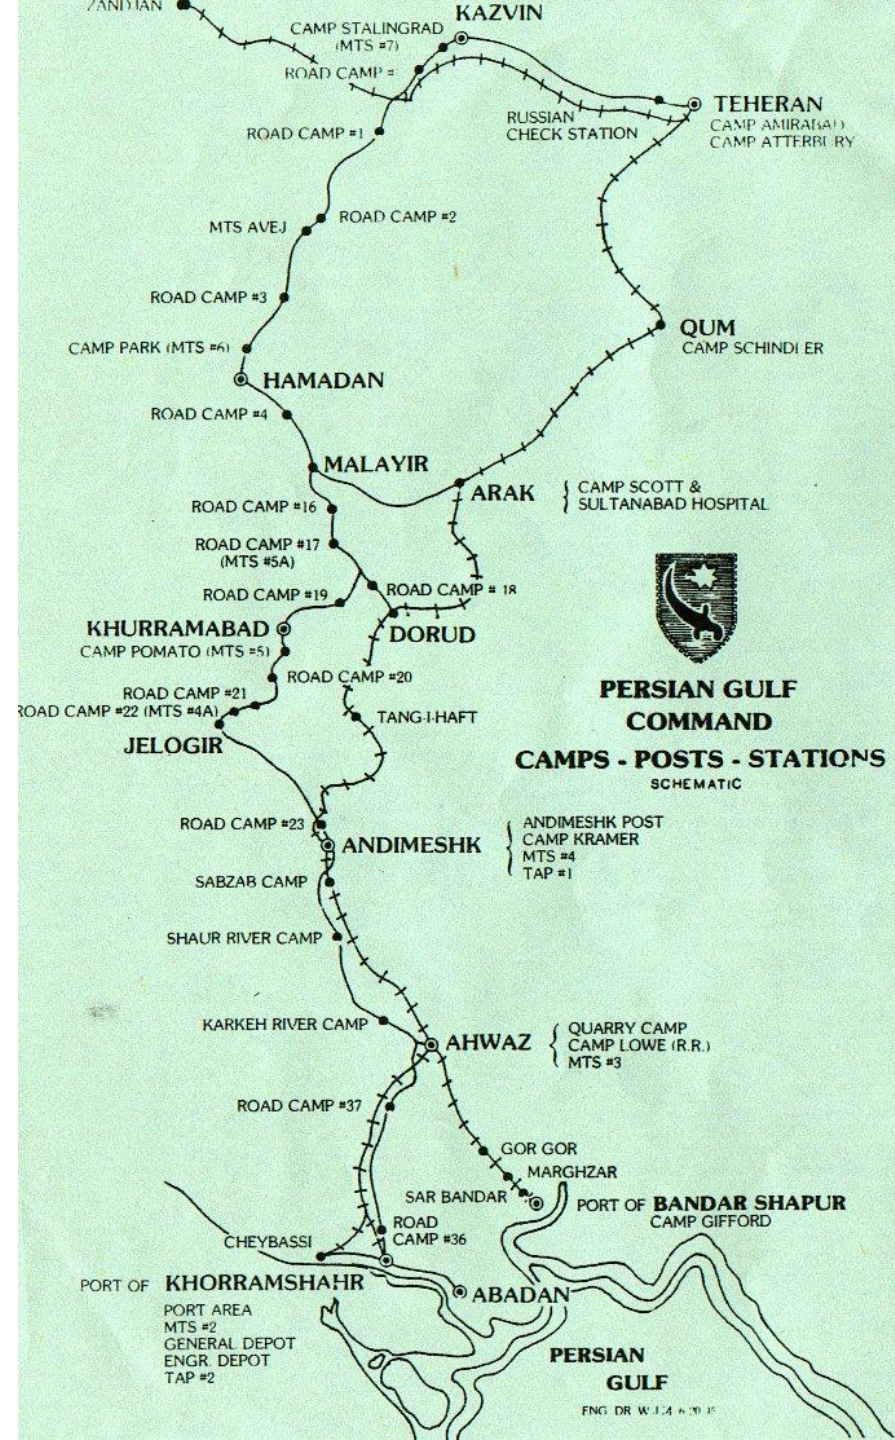 ZANDJAN
KAZVIN
CAMP STALINGRAD
(MTS #7)
ROAD CAMP #
TEHERAN
CAMP AMIRABAD
CAMP ATTERBURY
RUSSIAN
CHECK STATION
ROAD CAMP #1
MTS AVEJ
ROAD CAMP #2
ROAD CAMP #3
QUM
CAMP SCHINDLER
CAMP PARK (MTS #6)
HAMADAN
ROAD CAMP #4
MALAYIR
ARAK
CAMP SCOTT &
SULTANABAD HOSPITAL
ROAD CAMP #16
ROAD CAMP #17
(MTS #5A)
ROAD CAMP # 18
ROAD CAMP #19
KHURRAMABAD
CAMP POMATO (MTS #5)
DORUD
ROAD CAMP #20
ROAD CAMP #21
ROAD CAMP #22 (MTS #4A)
JELOGIR
TANG-I-HAFT
PERSIAN GULF
COMMAND
CAMPS - POSTS - STATIONS
SCHEMATIC
ROAD CAMP #23
ANDIMESHK
ANDIMESHK POST
CAMP KRAMER
MTS #4
TAP #1
SABZAB CAMP
SHAUR RIVER CAMP
KARKEH RIVER CAMP
AHWAZ
QUARRY CAMP
CAMP LOWE (R.R.)
MTS #3
ROAD CAMP #37
GOR GOR
MARGHZAR
SAR BANDAR
PORT OF BANDAR SHAPUR
CAMP GIFFORD
ROAD
CAMP #36
CHEYBASSI
PORT OF KHORRAMSHAHR
PORT AREA
MTS #2
GENERAL DEPOT
ENGR. DEPOT
TAP #2
ABADAN
PERSIAN
GULF
ENG. DR.